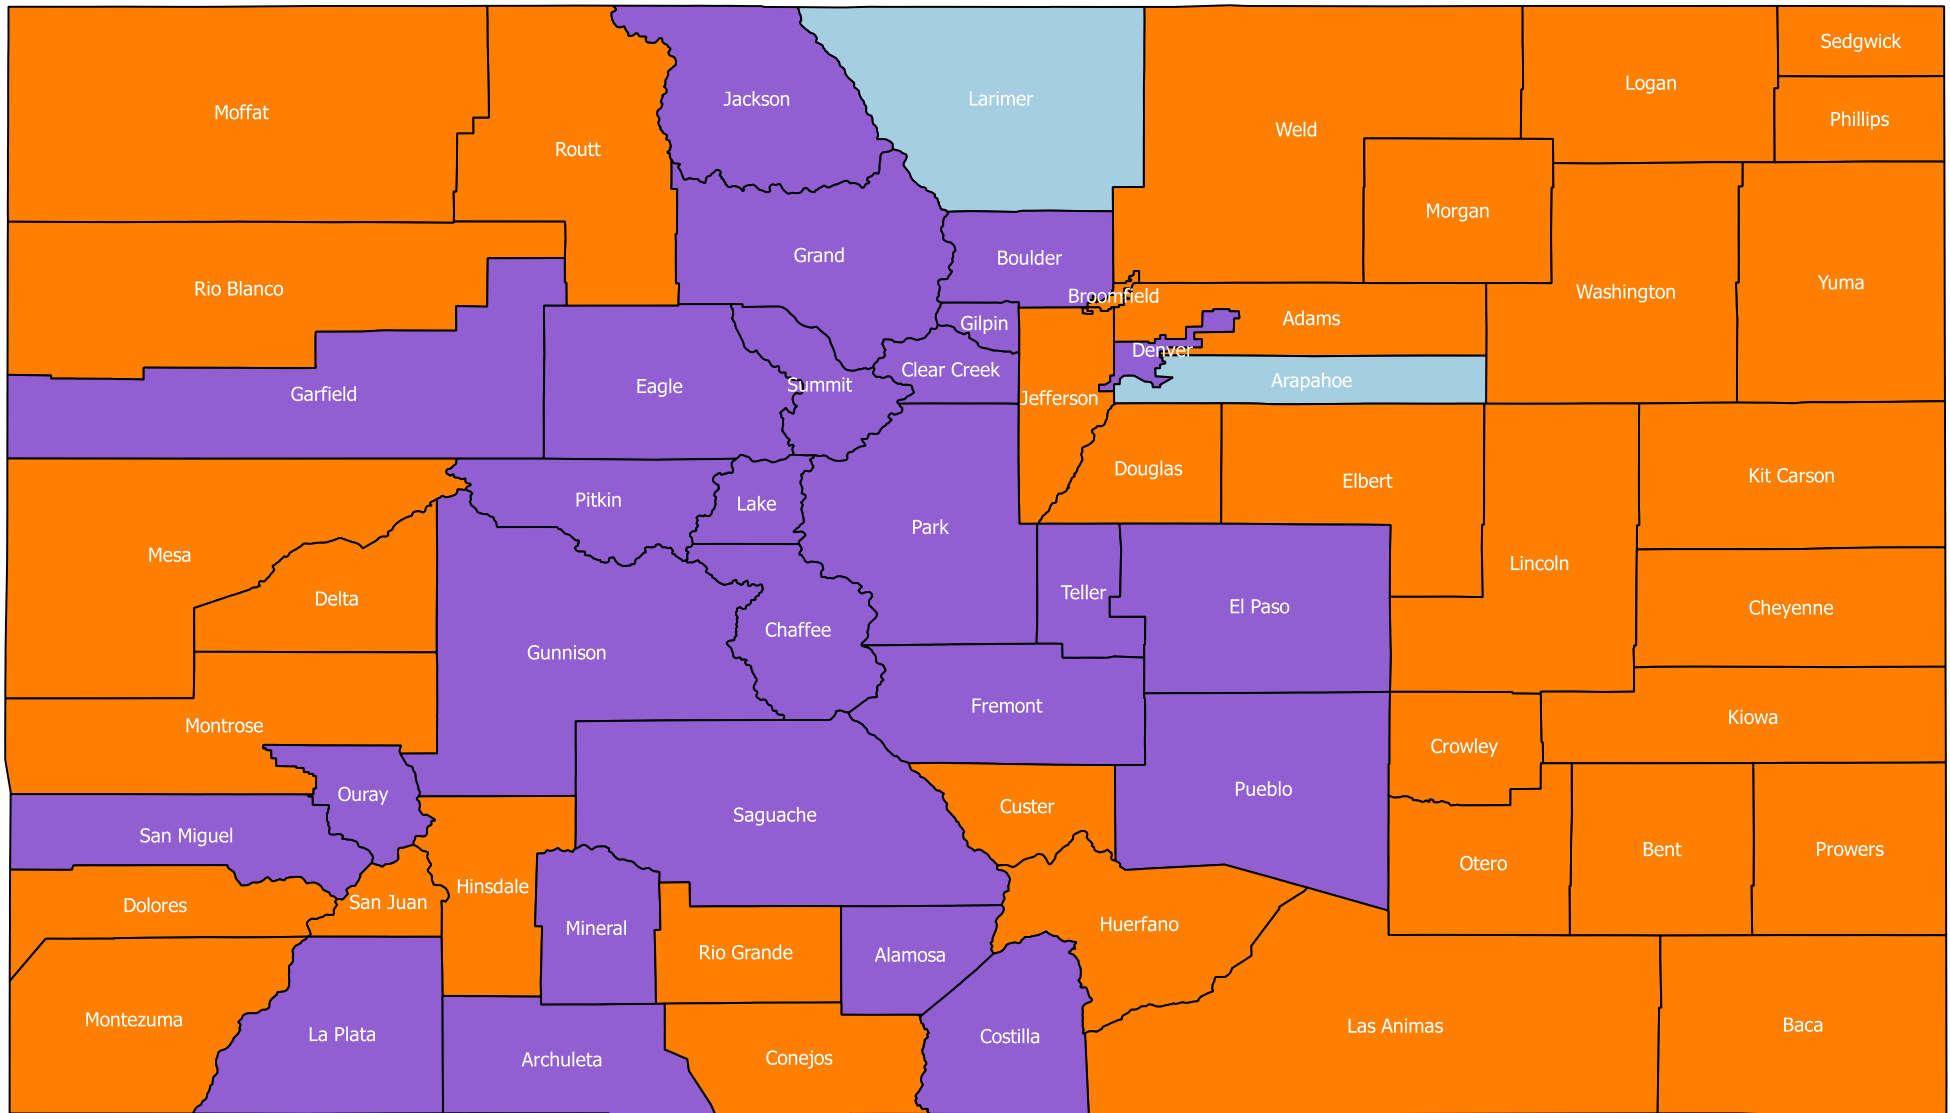 Sedgwick
Logan
Jackson
Larimer
Moffat
Phillips
Weld
Routt
Morgan
Grand
Boulder
Yuma
Rio Blanco
Washington
Broomfield
Adams
Gilpin
Denver
Clear Creek
Arapahoe
Summit
Eagle
Garfield
Jefferson
Douglas
Kit Carson
Elbert
Pitkin
Lake
Park
Mesa
Lincoln
Teller
Delta
El Paso
Cheyenne
Chaffee
Gunnison
Fremont
Kiowa
Montrose
Crowley
Pueblo
Ouray
Custer
Saguache
San Miguel
Bent
Prowers
Otero
Hinsdale
San Juan
Dolores
Huerfano
Mineral
Rio Grande
Alamosa
Montezuma
Baca
Las Animas
La Plata
Costilla
Conejos
Archuleta